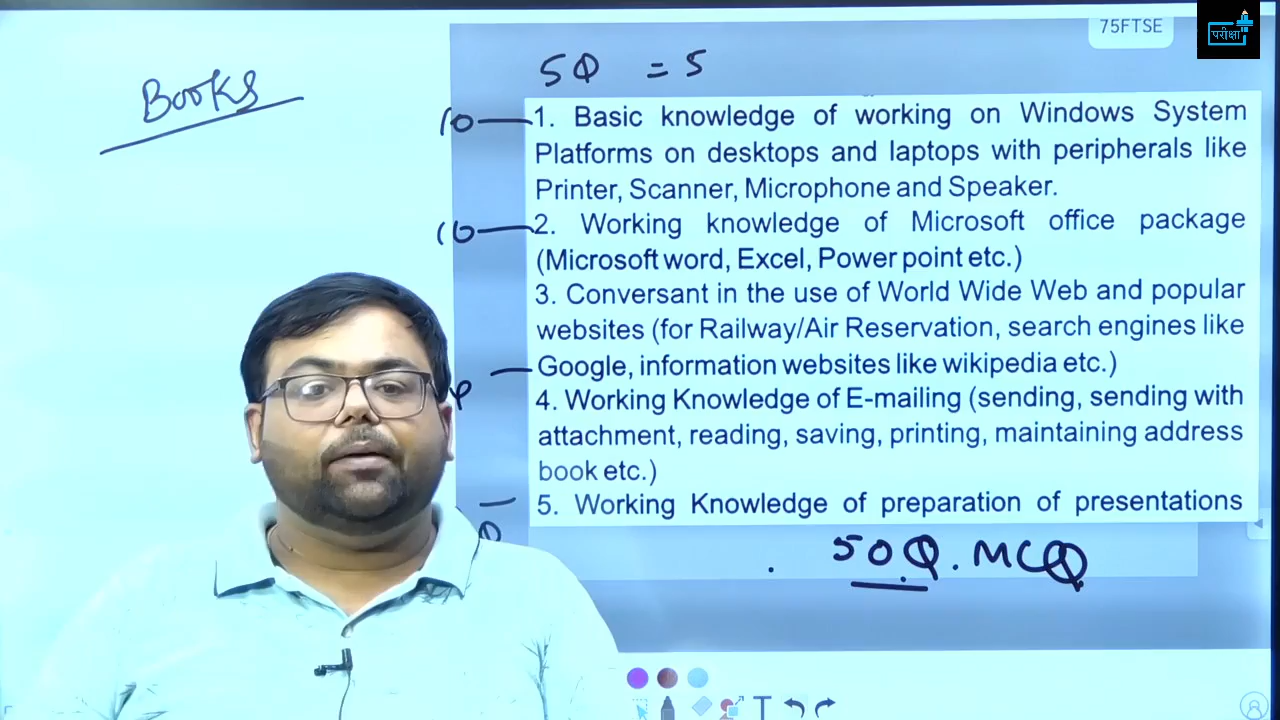 75FTSE
परीक्षा
Books
5Q = 5
10 1. Basic knowledge of working on Windows System
Platforms on desktops and laptops with peripherals like
Printer, Scanner, Microphone and Speaker.
10 2. Working knowledge of Microsoft office package
(Microsoft word, Excel, Power point etc.)
3. Conversant in the use of World Wide Web and popular
websites (for Railway/Air Reservation, search engines like
Google, information websites like wikipedia etc.)
4. Working Knowledge of E-mailing (sending, sending with
attachment, reading, saving, printing, maintaining address
book etc.)
5. Working Knowledge of preparation of presentations
50Q. MCQ
T